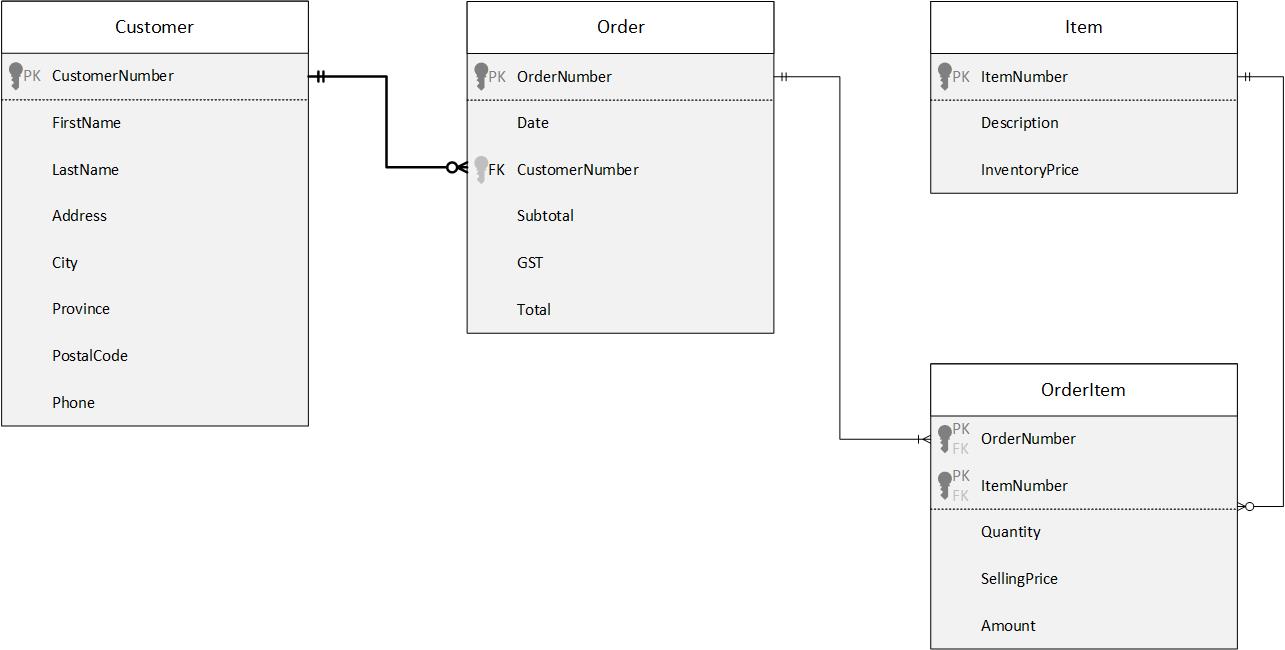 Customer
PK CustomerNumber
FirstName
LastName
Address
City
Province
PostalCode
Phone
Order
PK OrderNumber
Date
FK CustomerNumber
Subtotal
GST
Total
Item
PK ItemNumber
Description
InventoryPrice
OrderItem
PK
FK
OrderNumber
PK
FK
ItemNumber
Quantity
SellingPrice
Amount